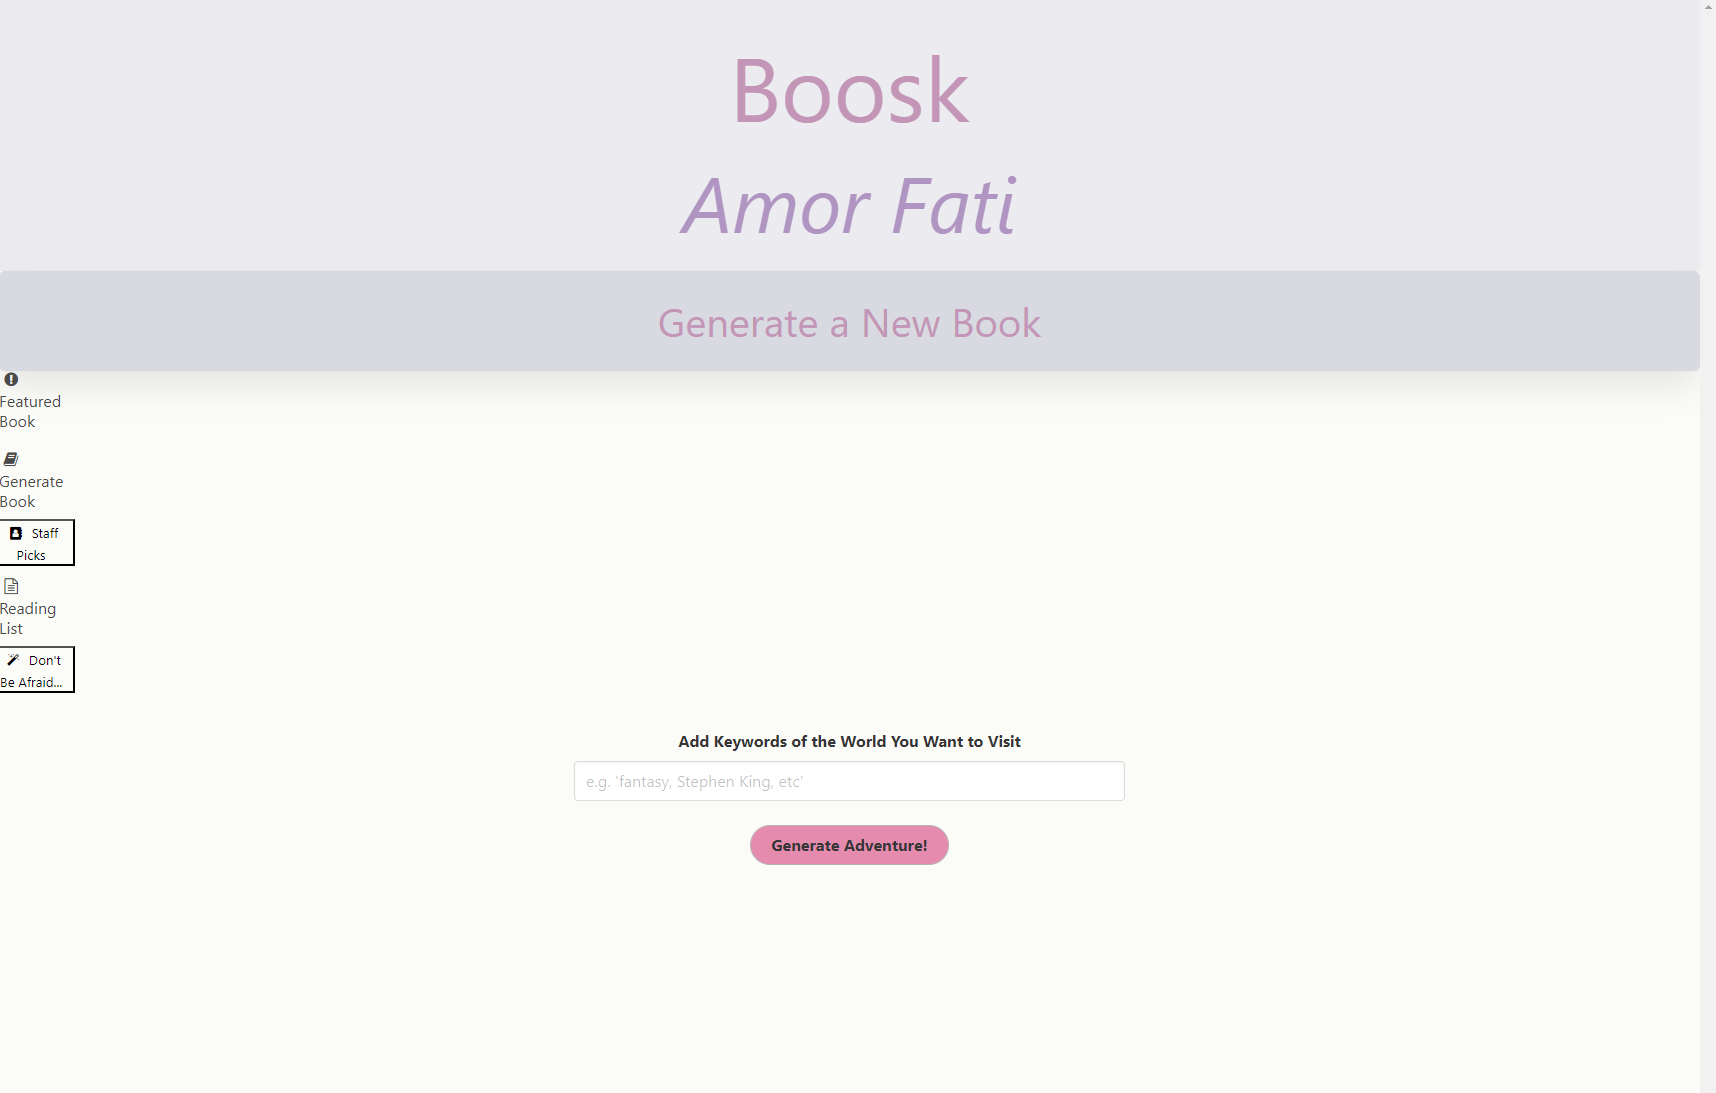 Boosk
Amor Fati
Generate a New Book
Featured
Book
Generate
Book
Staff
Picks
Reading
List
Don't
Be Afraid...
Add Keywords of the World You Want to Visit
e.g. 'fantasy, Stephen King, etc'
Generate Adventure!